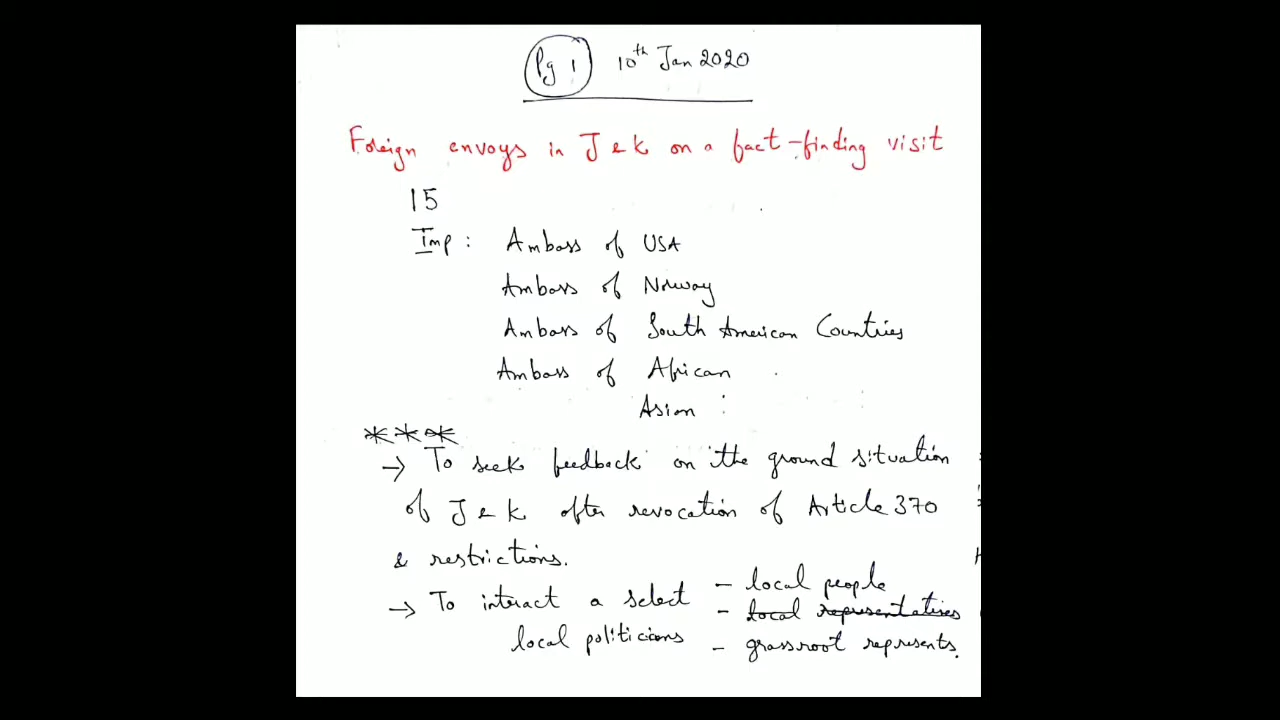 Pg 1 10th Jan 2020
Foreign envoys in J & K on a fact-finding visit
15
Imp : Ambass of USA
Ambass of Norway
Ambass of South American Countries
Ambass of African
Asian :
*** 
→ To seek feedback on the ground situation
of J & K after revocation of Article 370
& restrictions.
→ To interact a select - local people
- local representatives
local politicians - grassroot represents.